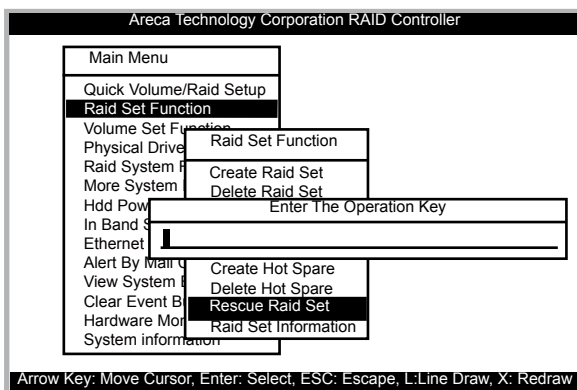 Areca Technology Corporation RAID Controller
Main Menu
Quick Volume/Raid Setup
Raid Set Function
Volume Set Function
Physical Drive
Raid System F
More System
Hdd Pow
In Band S
Ethernet
Alert By Mail C
View System E
Clear Event B
Hardware Mon
System information
Raid Set Function
Create Raid Set
Delete Raid Set
Enter The Operation Key
Create Hot Spare
Delete Hot Spare
Rescue Raid Set
Raid Set Information
Arrow Key: Move Cursor, Enter: Select, ESC: Escape, L:Line Draw, X: Redraw